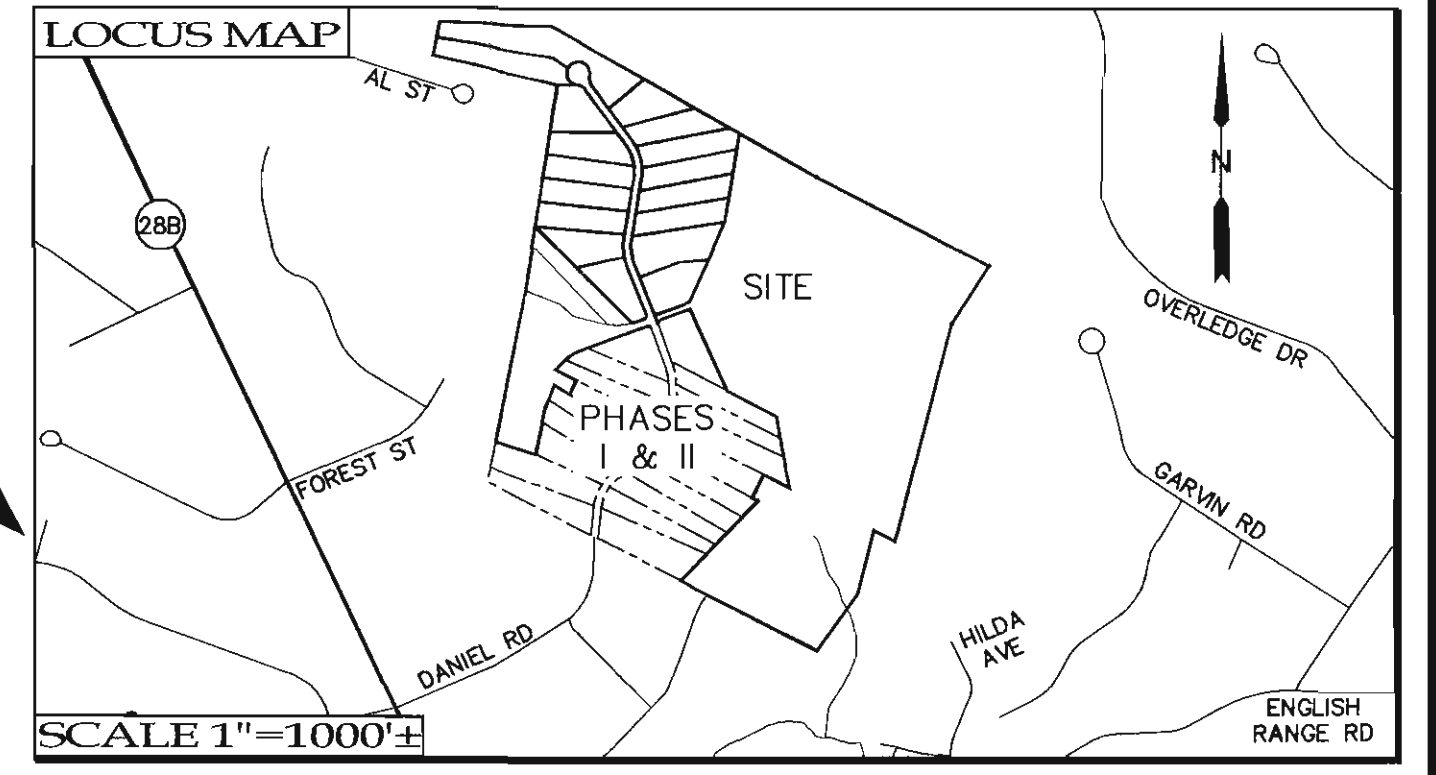 LOCUS MAP
AL ST
28B
N
SITE
OVERLEDGE DR
PHASES
I & II
FOREST ST
GARVIN RD
DANIEL RD
HILDA
AVE
ENGLISH
RANGE RD
SCALE 1"=1000'±